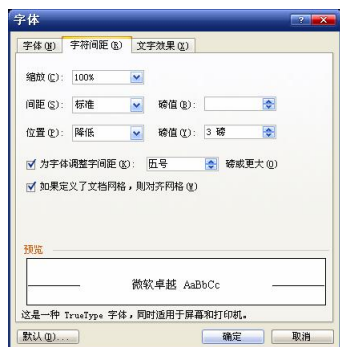 字体
字体(N) 字符间距(R) 文字效果(X)
缩放(C): 100%
间距(S): 标准 磅值(B):
位置(P): 降低 磅值(Y): 3 磅
为字体调整字间距(K): 五号 磅或更大(O)
如果定义了文档网格，则对齐网格(W)
预览
微软卓越 AaBbCc
这是一种 TrueType 字体，同时适用于屏幕和打印机。
默认(D)... 确定 取消